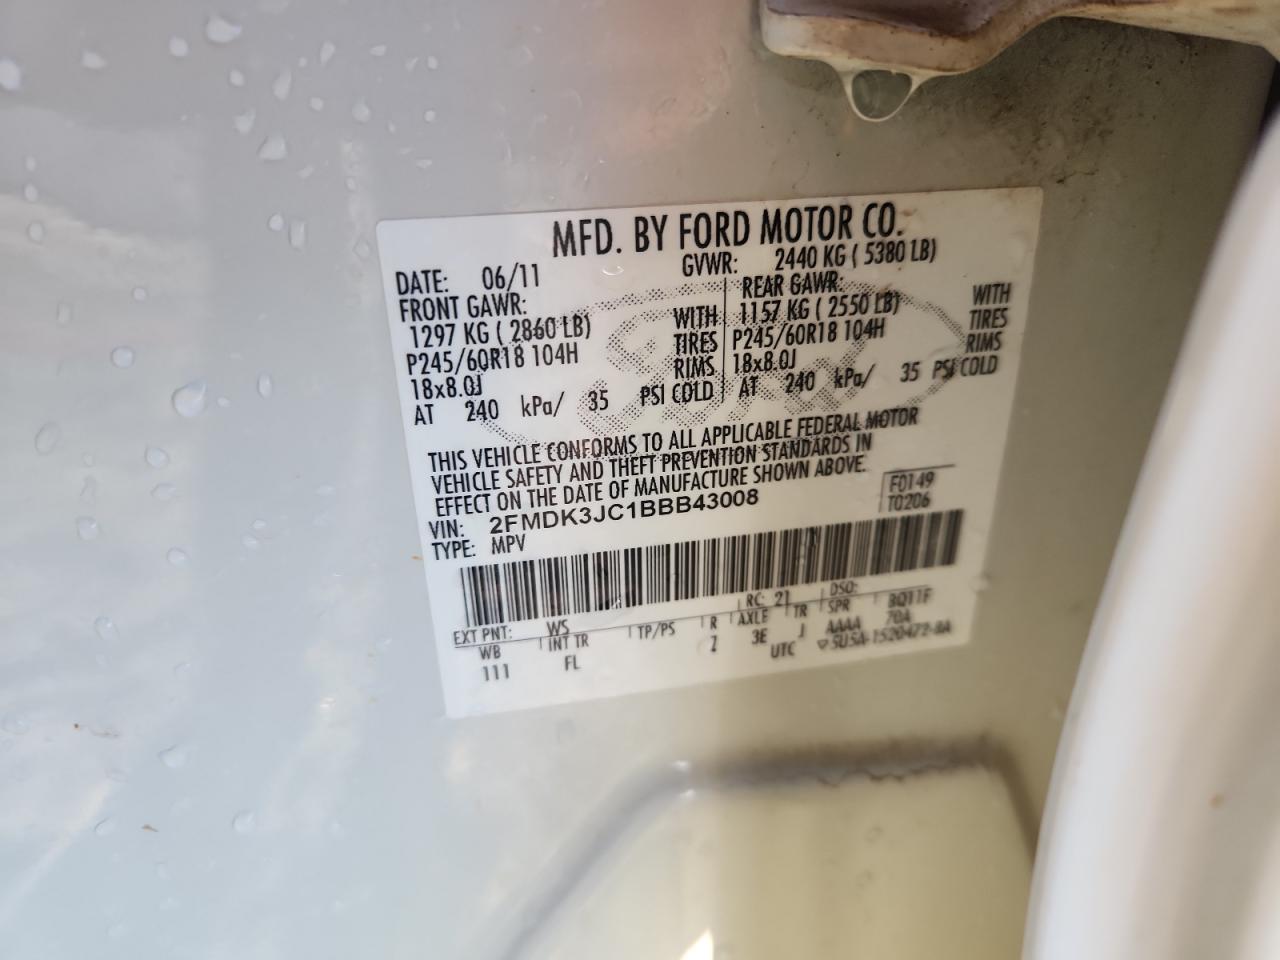 MFD. BY FORD MOTOR CO.
DATE: 06/11 GVWR: 2440 KG ( 5380 LB)
FRONT GAWR: REAR GAWR:
1297 KG ( 2860 LB) WITH 1157 KG ( 2550 LB) WITH
P245/60R18 104H TIRES P245/60R18 104H TIRES
18x8.0J RIMS 18x8.0J RIMS
AT 240 kPa/ 35 PSI COLD AT 240 kPa/ 35 PSI COLD
THIS VEHICLE CONFORMS TO ALL APPLICABLE FEDERAL MOTOR
VEHICLE SAFETY AND THEFT PREVENTION STANDARDS IN
EFFECT ON THE DATE OF MANUFACTURE SHOWN ABOVE.
VIN: 2FMDK3JC1BBB43008 F0149
TYPE: MPV T0206
EXT PNT: WS RC: 21 DSO:
WB INT TR TP/PS R AXLE TR SPR BQ11F
111 FL 2 3E J AAAA 70A
UTC ▽5U5A-1520472-BA